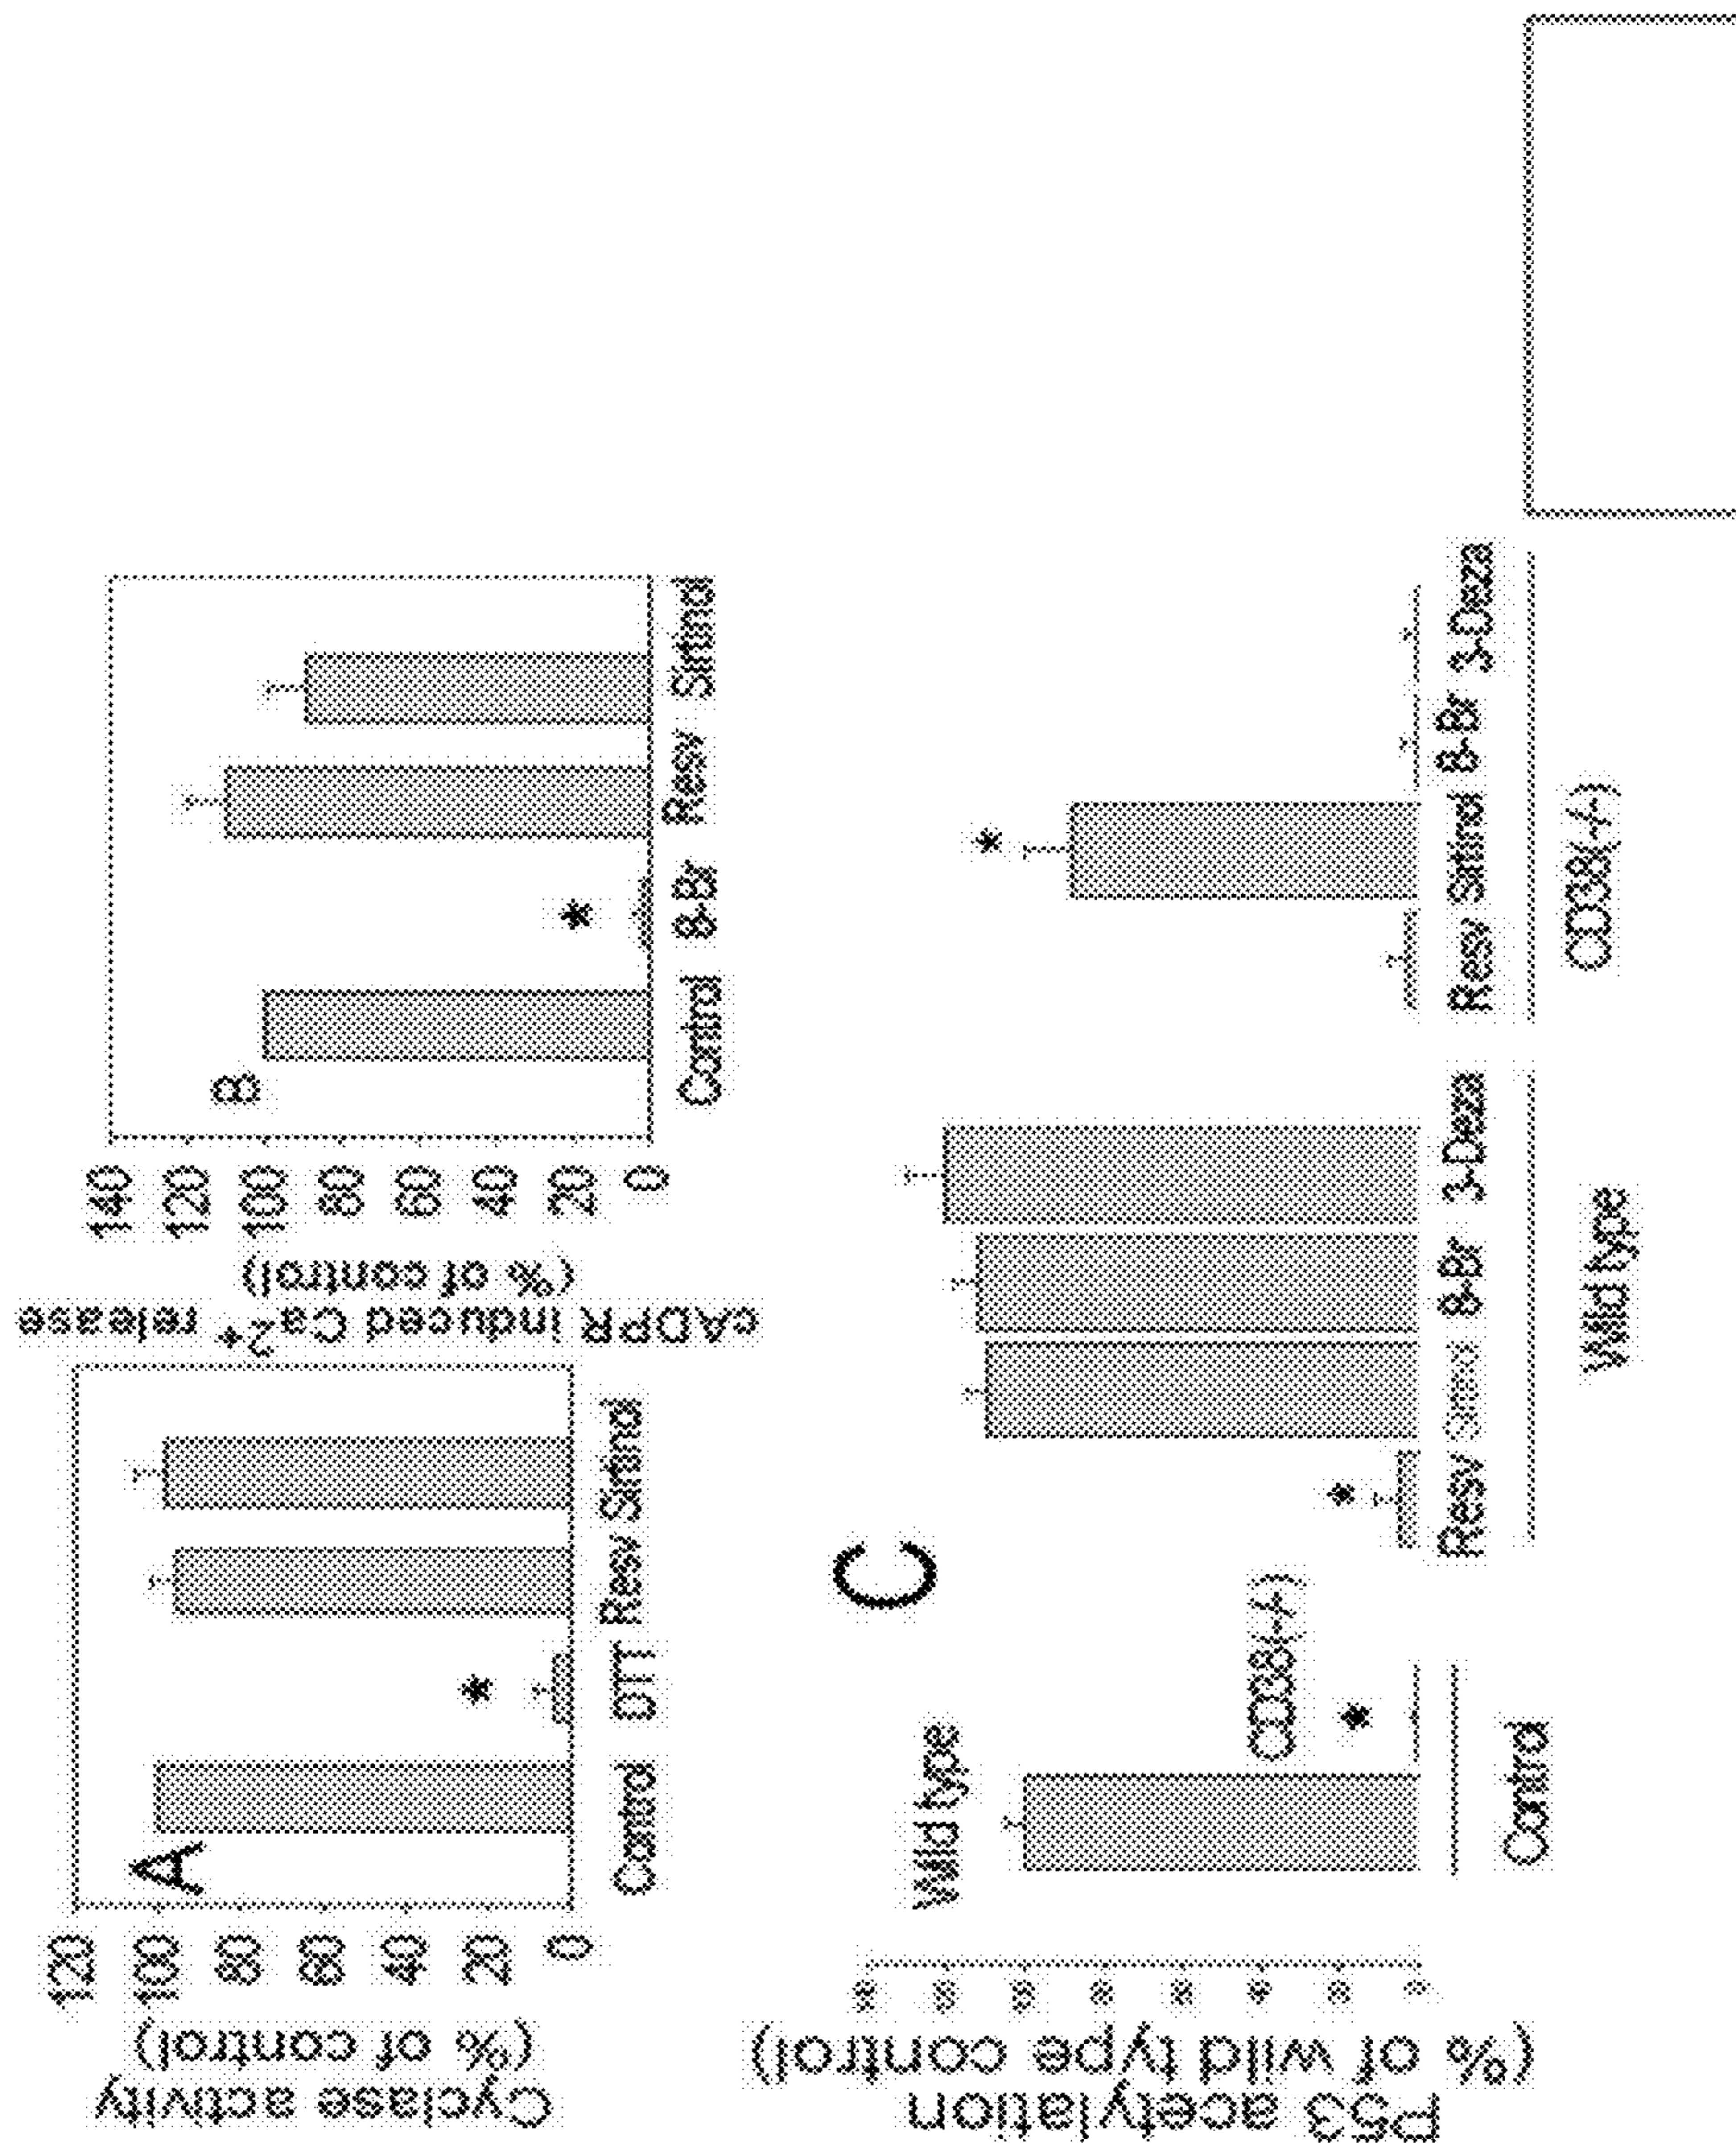 Cyclase activity
(% of control)
120
100
80
60
40
20
0
A
*
Control DTT Resv Sirtinol
cADPR induced Ca2+ release
(% of control)
140
120
100
80
60
40
20
0
B
*
Control 8-Br Resv Sirtinol
P53 acetylation
(% of wild type control)
C
Wild type
CD38(-/-)
*
*
*
Control
Resv 8-Br 3-Deaza
Wild type
Resv Sirtinol 8-Br 3-Deaza
CD38(-/-)